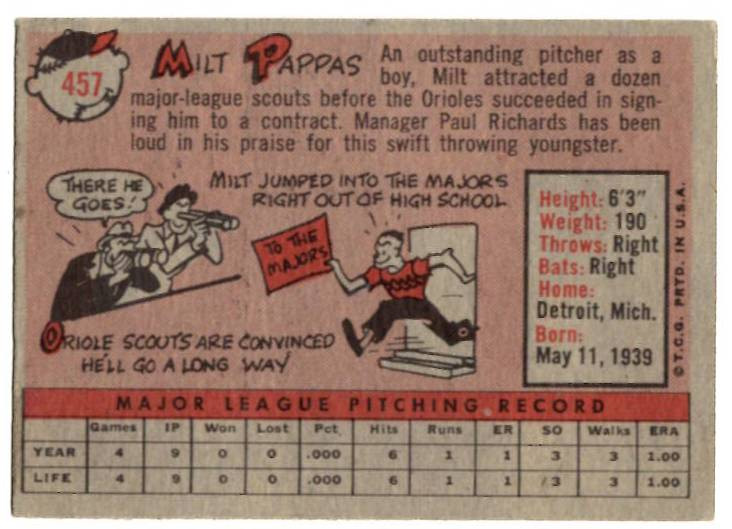 457
MILT PAPPAS
An outstanding pitcher as a
boy, Milt attracted a dozen
major-league scouts before the Orioles succeeded in sign-
ing him to a contract. Manager Paul Richards has been
loud in his praise for this swift throwing youngster.
THERE HE
GOES!
MILT JUMPED INTO THE MAJORS
RIGHT OUT OF HIGH SCHOOL
TO THE
MAJORS
ORIOLE SCOUTS ARE CONVINCED
HE'LL GO A LONG WAY
Height: 6'3"
Weight: 190
Throws: Right
Bats: Right
Home:
Detroit, Mich.
Born:
May 11, 1939
© T.C.G. PRTD. IN U.S.A.
MAJOR LEAGUE PITCHING RECORD
Games IP Won Lost Pct. Hits Runs ER SO Walks ERA
YEAR 4 9 0 0 .000 6 1 1 3 3 1.00
LIFE 4 9 0 0 .000 6 1 1 3 3 1.00